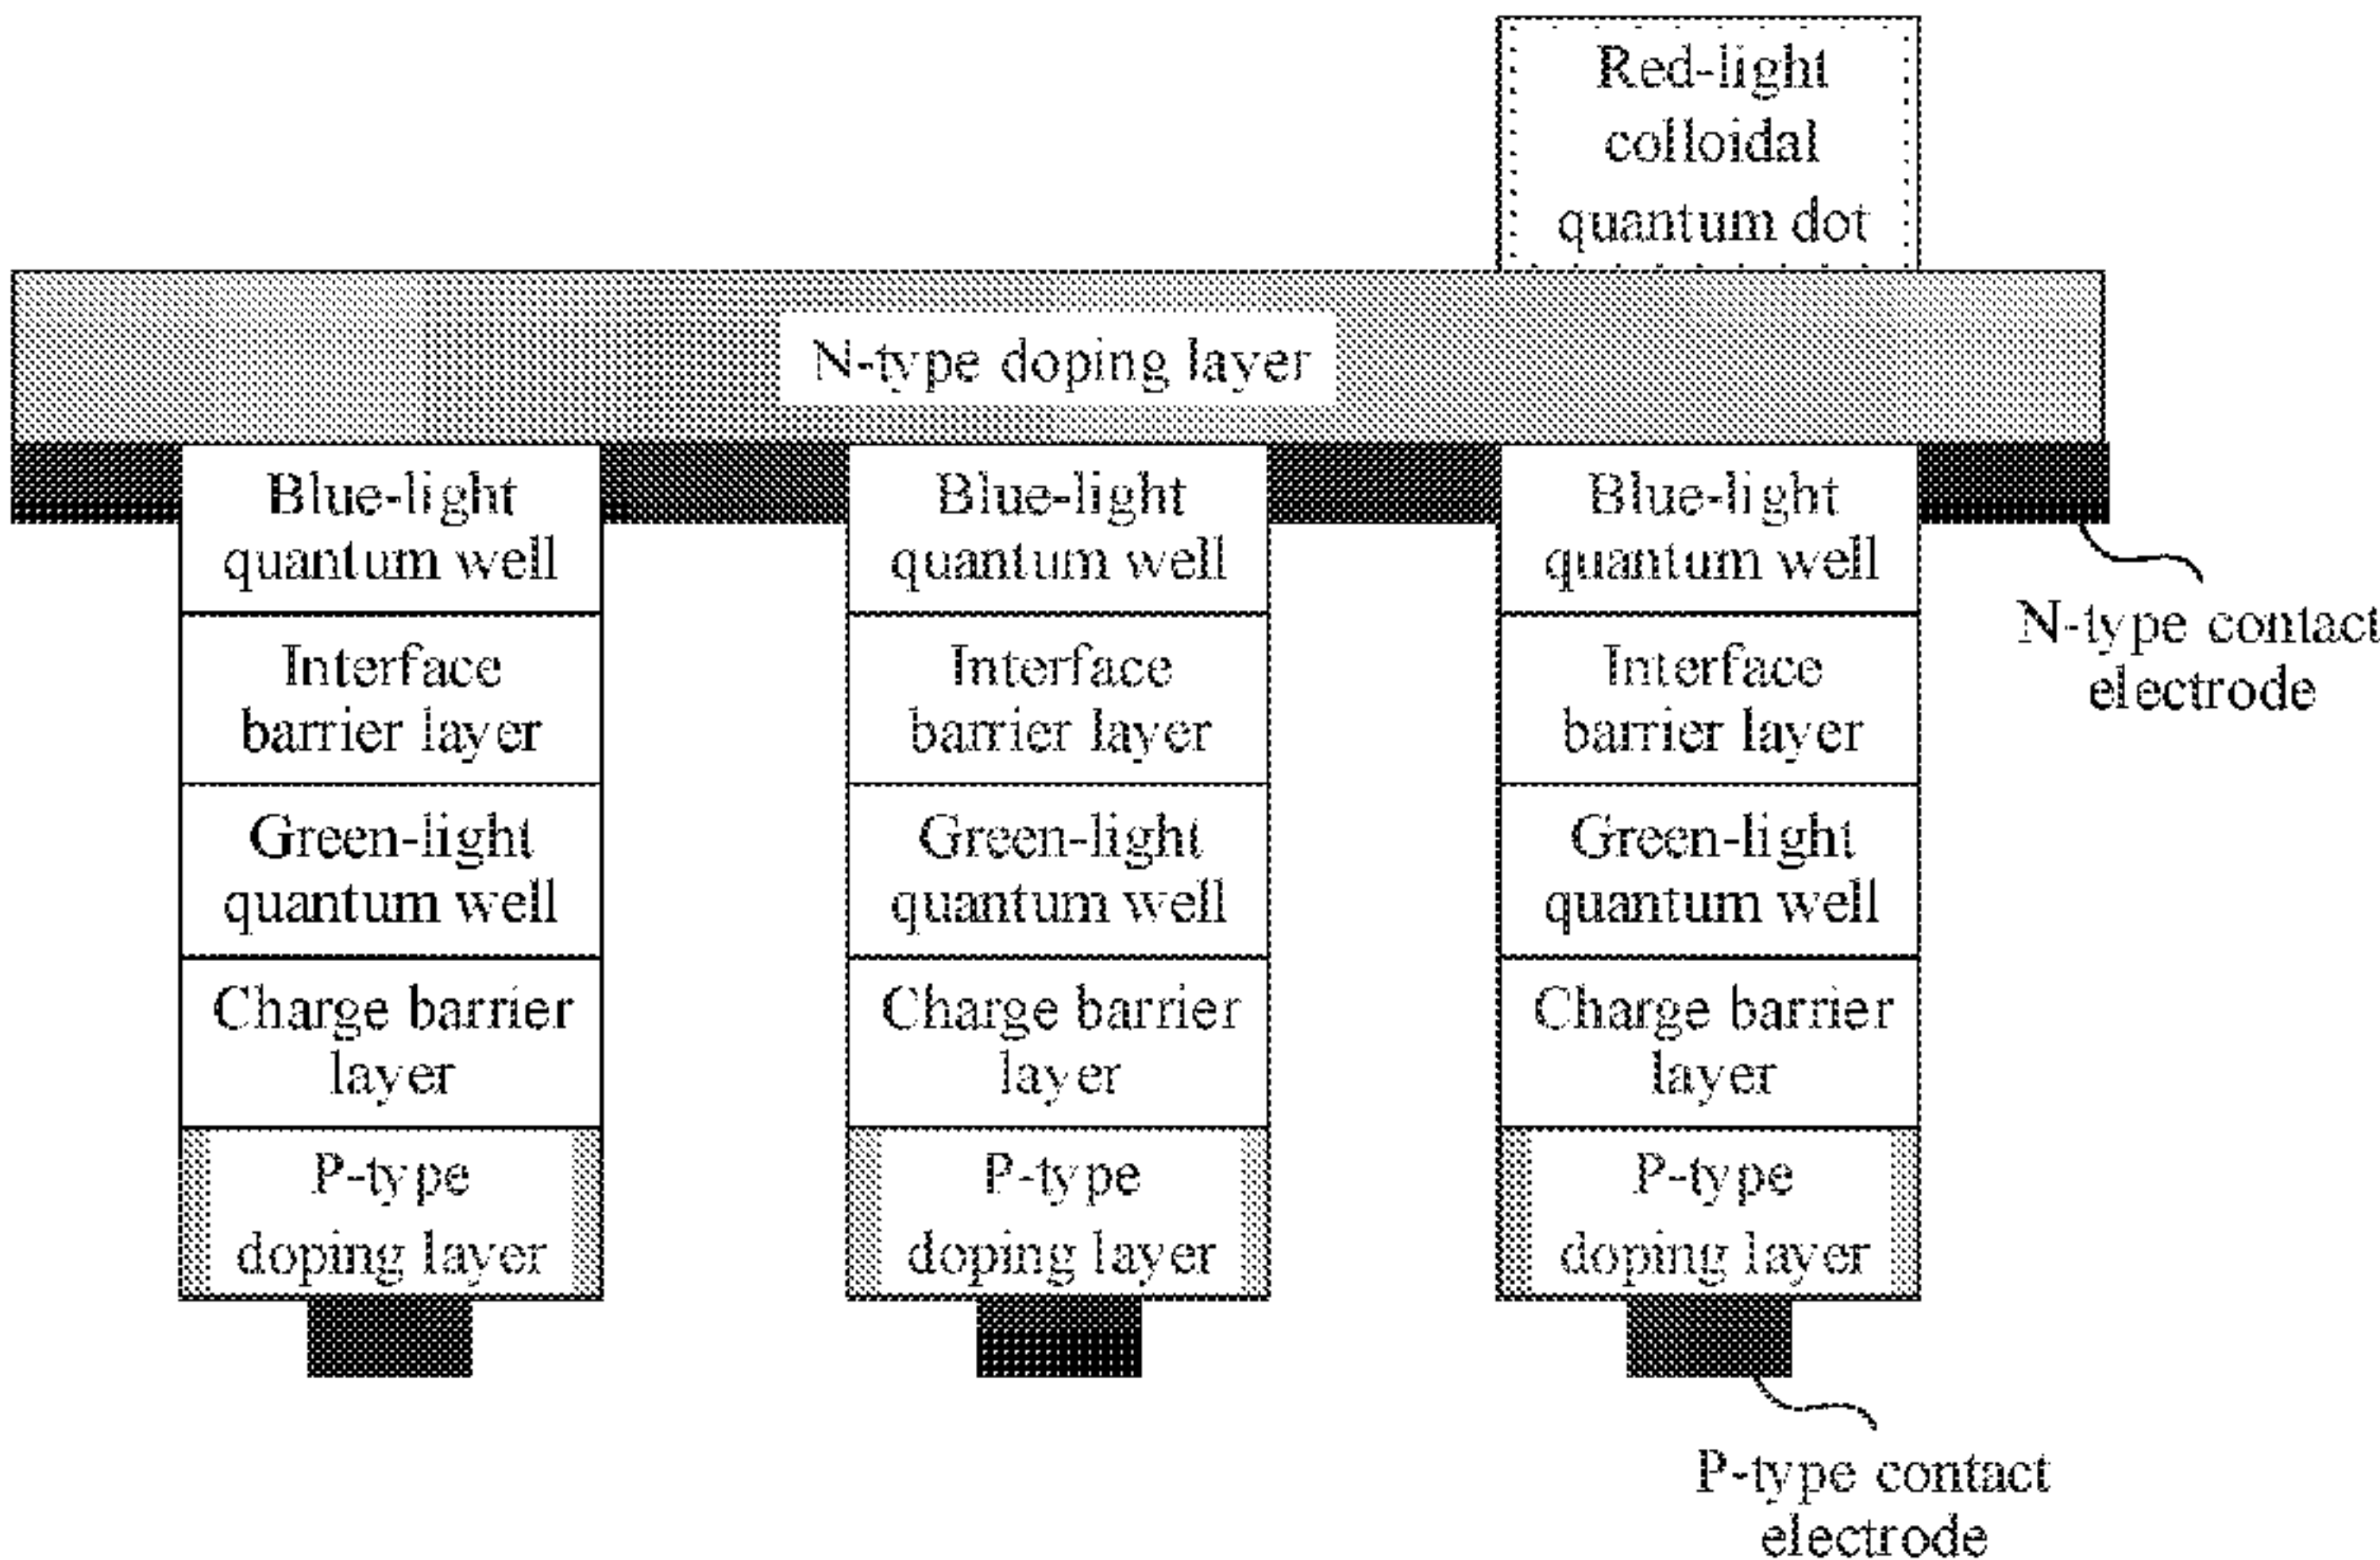 Red-light
colloidal
quantum dot
N-type doping layer
Blue-light
quantum well
Interface
barrier layer
Green-light
quantum well
Charge barrier
layer
P-type
doping layer
Blue-light
quantum well
Interface
barrier layer
Green-light
quantum well
Charge barrier
layer
P-type
doping layer
Blue-light
quantum well
Interface
barrier layer
Green-light
quantum well
Charge barrier
layer
P-type
doping layer
N-type contact
electrode
P-type contact
electrode